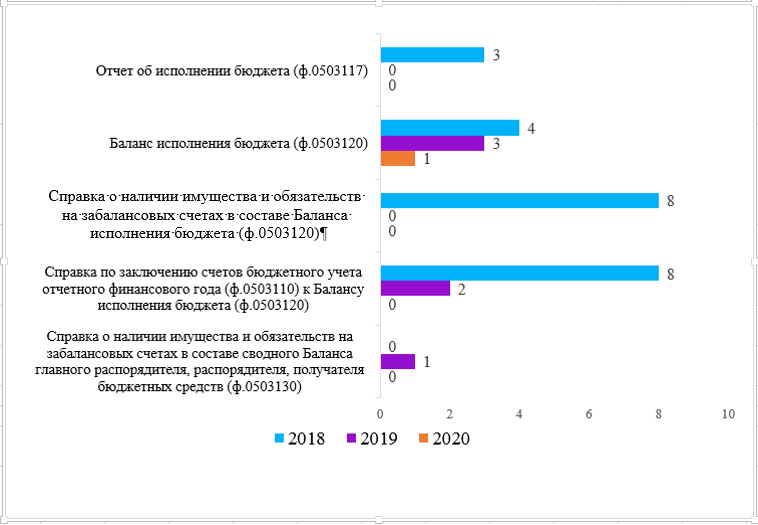 Отчет об исполнении бюджета (ф.0503117)
3
0
0
Баланс исполнения бюджета (ф.0503120)
4
3
1
Справка·о·наличии·имущества·и·обязательств·
на·забалансовых·счетах·в·составе·Баланса·
исполнения·бюджета·(ф.0503120)¶
8
0
0
Справка по заключению счетов бюджетного учета
отчетного финансового года (ф.0503110) к Балансу
исполнения бюджета (ф.0503120)
8
2
0
Справка о наличии имущества и обязательств на
забалансовых счетах в составе сводного Баланса
главного распорядителя, распорядителя, получателя
бюджетных средств (ф.0503130)
0
1
0
0 2 4 6 8 10
2018 2019 2020